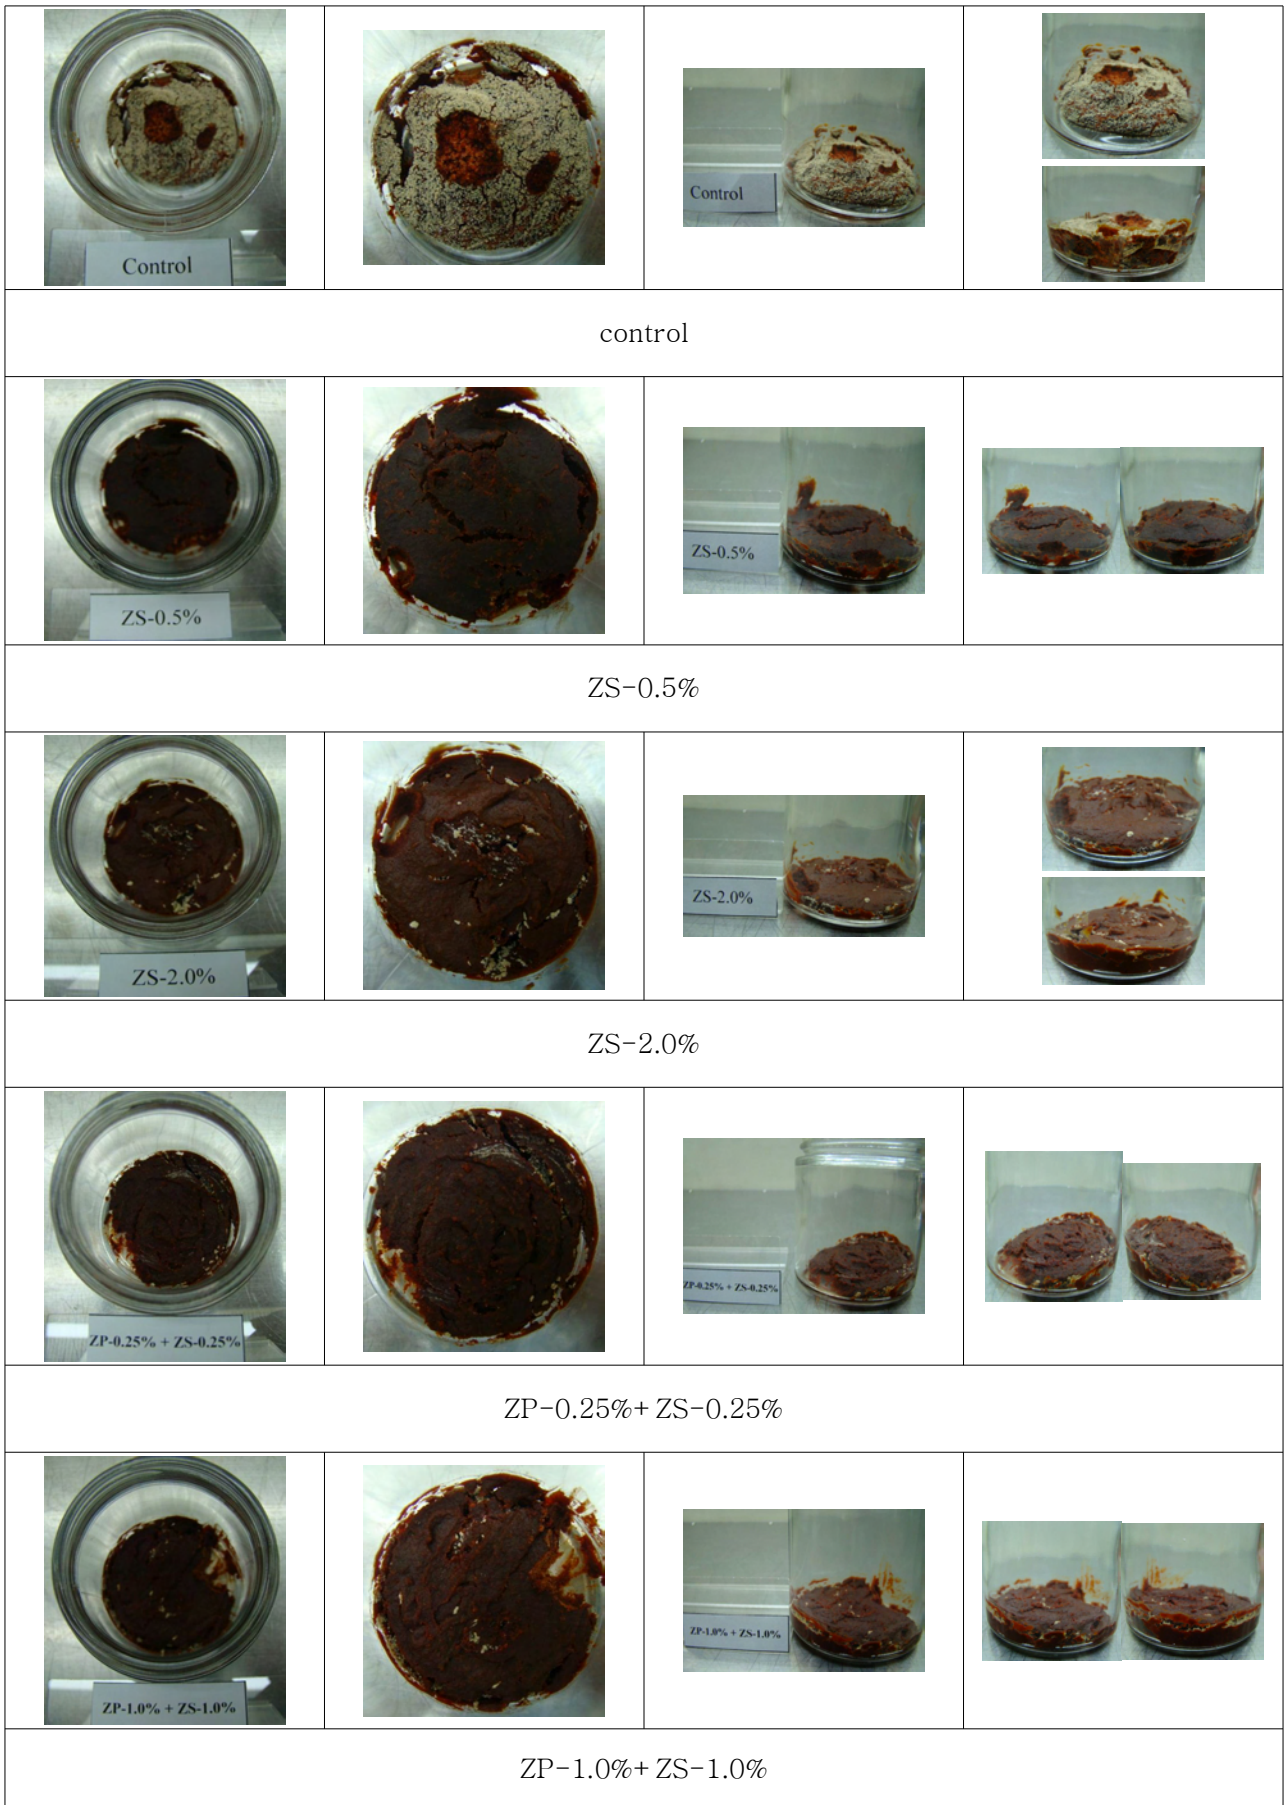 Control
Control
control
ZS-0.5%
ZS-0.5%
ZS-0.5%
ZS-2.0%
ZS-2.0%
ZS-2.0%
ZP-0.25% + ZS-0.25%
ZP-0.25% + ZS-0.25%
ZP-0.25%+ ZS-0.25%
ZP-1.0% + ZS-1.0%
ZP-1.0% + ZS-1.0%
ZP-1.0%+ ZS-1.0%